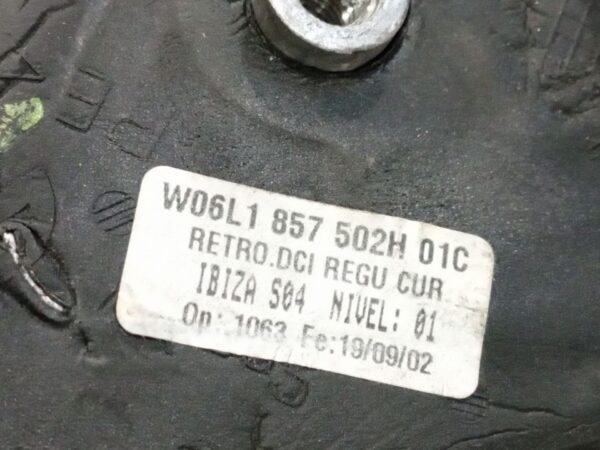 W06L1 857 502H 01C
RETRO.DCI REGU CUR
IBIZA S04 NIVEL: 01
Op: 1063 Fe:19/09/02